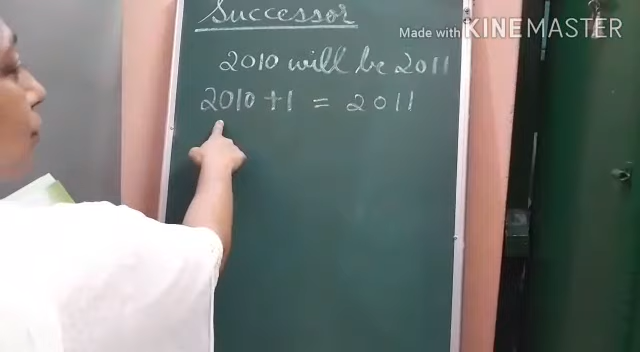 Successor
Made with KINEMASTER
2010 will be 2011
2010 + 1 = 2011